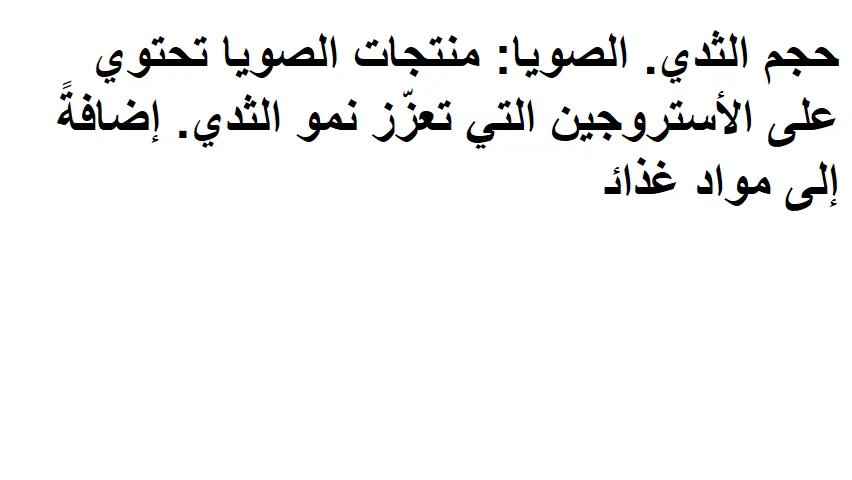 حجم الثدي. الصويا: منتجات الصويا تحتوي
على الأستروجين التي تعزّز نمو الثدي. إضافةً
إلى مواد غذائ